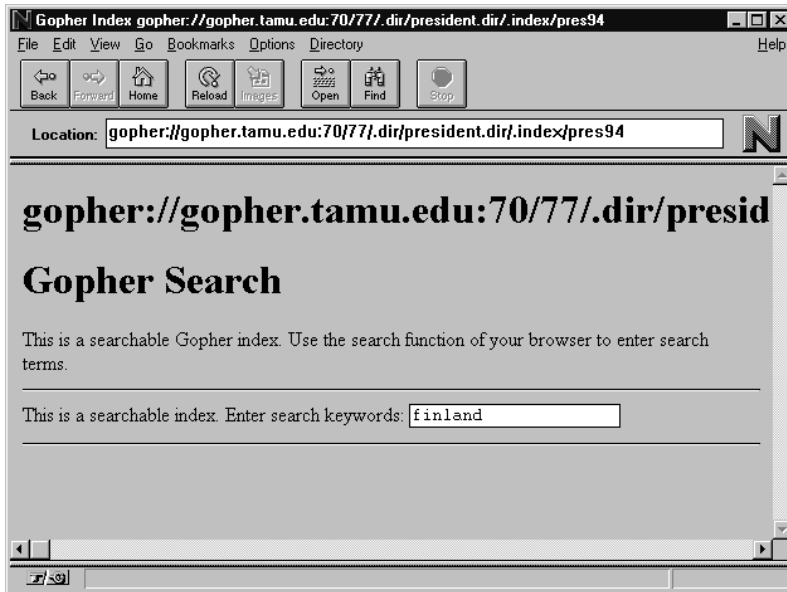 Gopher Index gopher://gopher.tamu.edu:70/77/.dir/president.dir/.index/pres94
File Edit View Go Bookmarks Options Directory Help
Back Forward Home Reload Images Open Find Stop
Location: gopher://gopher.tamu.edu:70/77/.dir/president.dir/.index/pres94
N
gopher://gopher.tamu.edu:70/77/.dir/presid
Gopher Search
This is a searchable Gopher index. Use the search function of your browser to enter search
terms.
This is a searchable index. Enter search keywords: finland